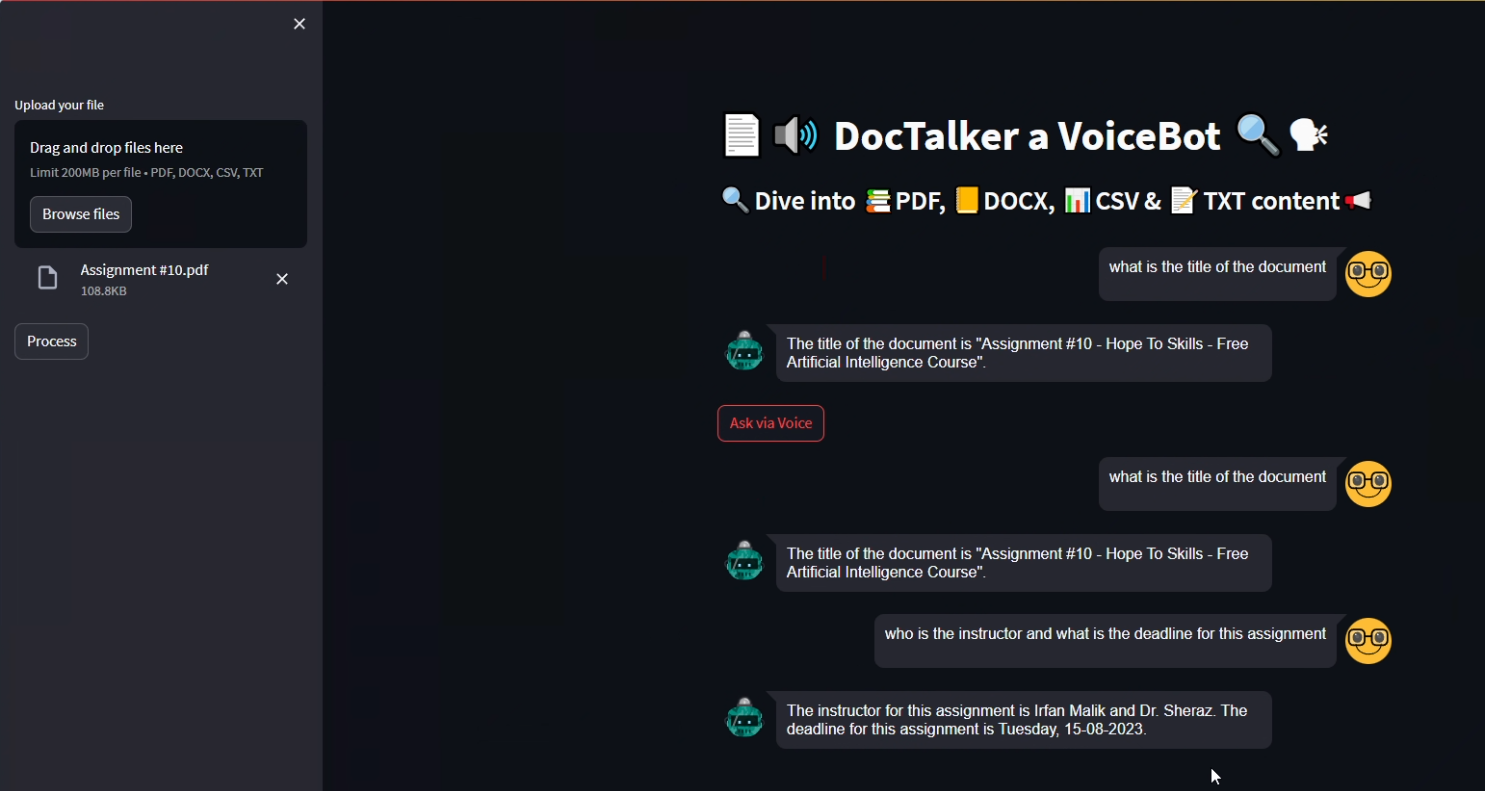 Upload your file
Drag and drop files here
Limit 200MB per file • PDF, DOCX, CSV, TXT
Browse files
Assignment #10.pdf
108.8KB
Process
DocTalker a VoiceBot
Dive into PDF, DOCX, CSV & TXT content
what is the title of the document
The title of the document is "Assignment #10 - Hope To Skills - Free
Artificial Intelligence Course".
Ask via Voice
what is the title of the document
The title of the document is "Assignment #10 - Hope To Skills - Free
Artificial Intelligence Course".
who is the instructor and what is the deadline for this assignment
The instructor for this assignment is Irfan Malik and Dr. Sheraz. The
deadline for this assignment is Tuesday, 15-08-2023.